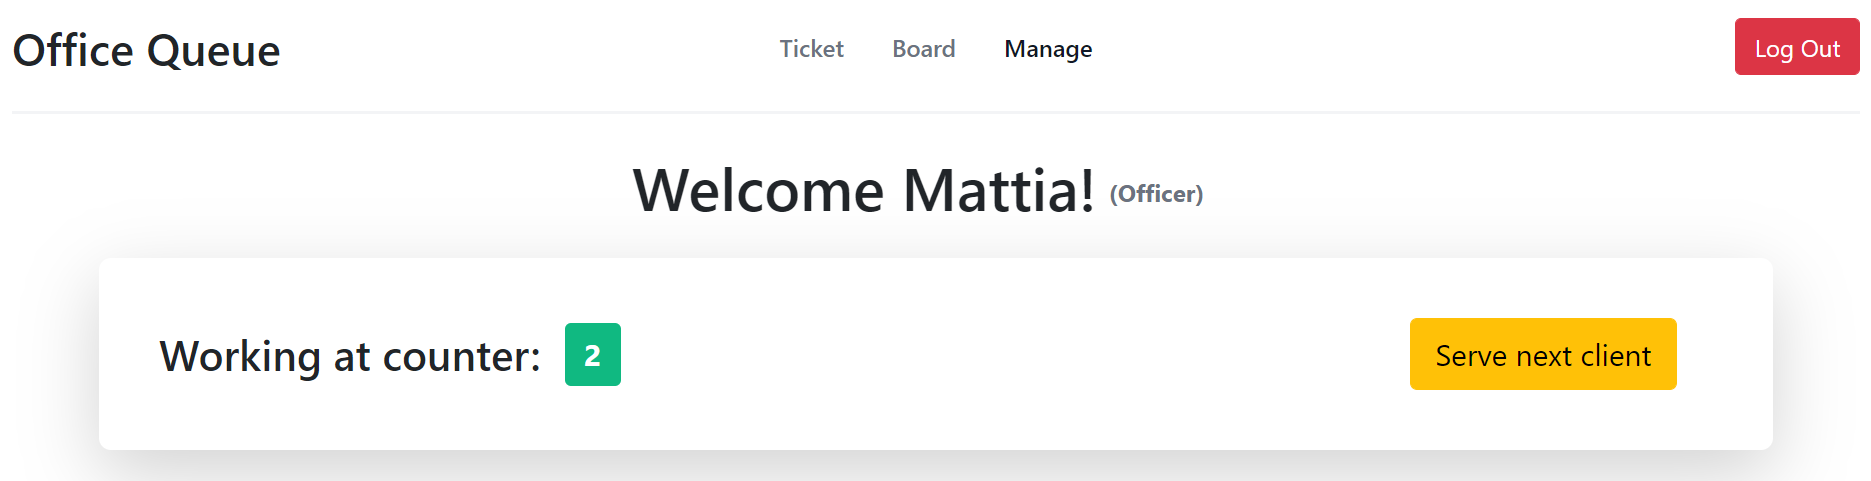 Office Queue
Ticket Board Manage
Log Out
Welcome Mattia! (Officer)
Working at counter: 2
Serve next client